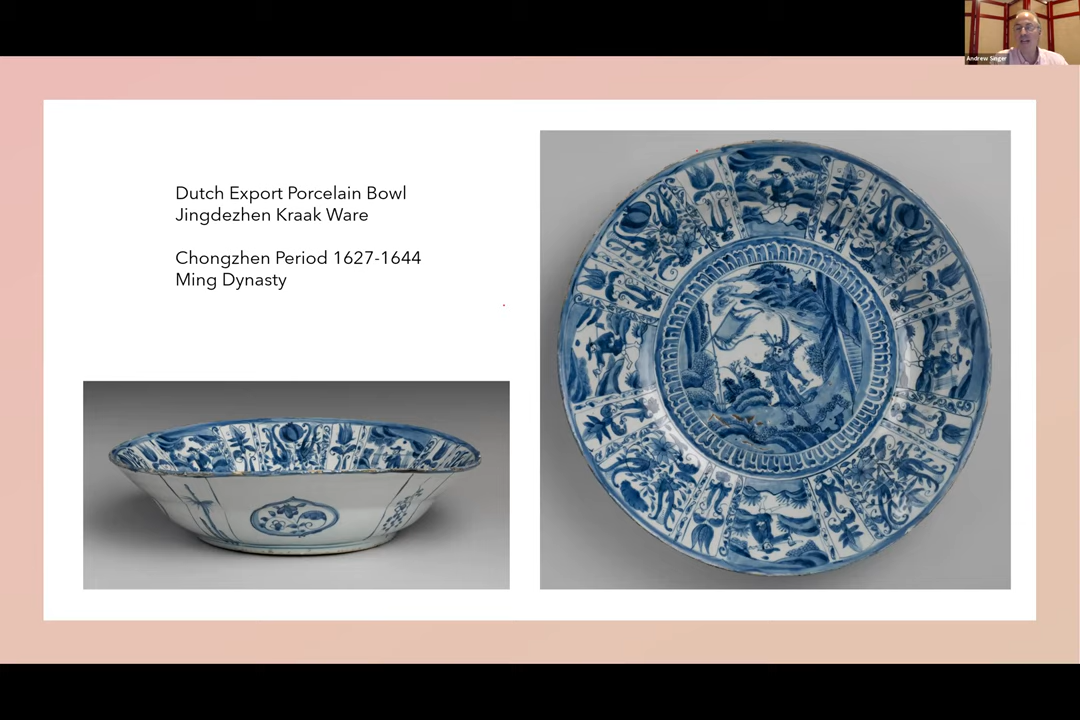 Andrew Singer
Dutch Export Porcelain Bowl
Jingdezhen Kraak Ware
Chongzhen Period 1627-1644
Ming Dynasty